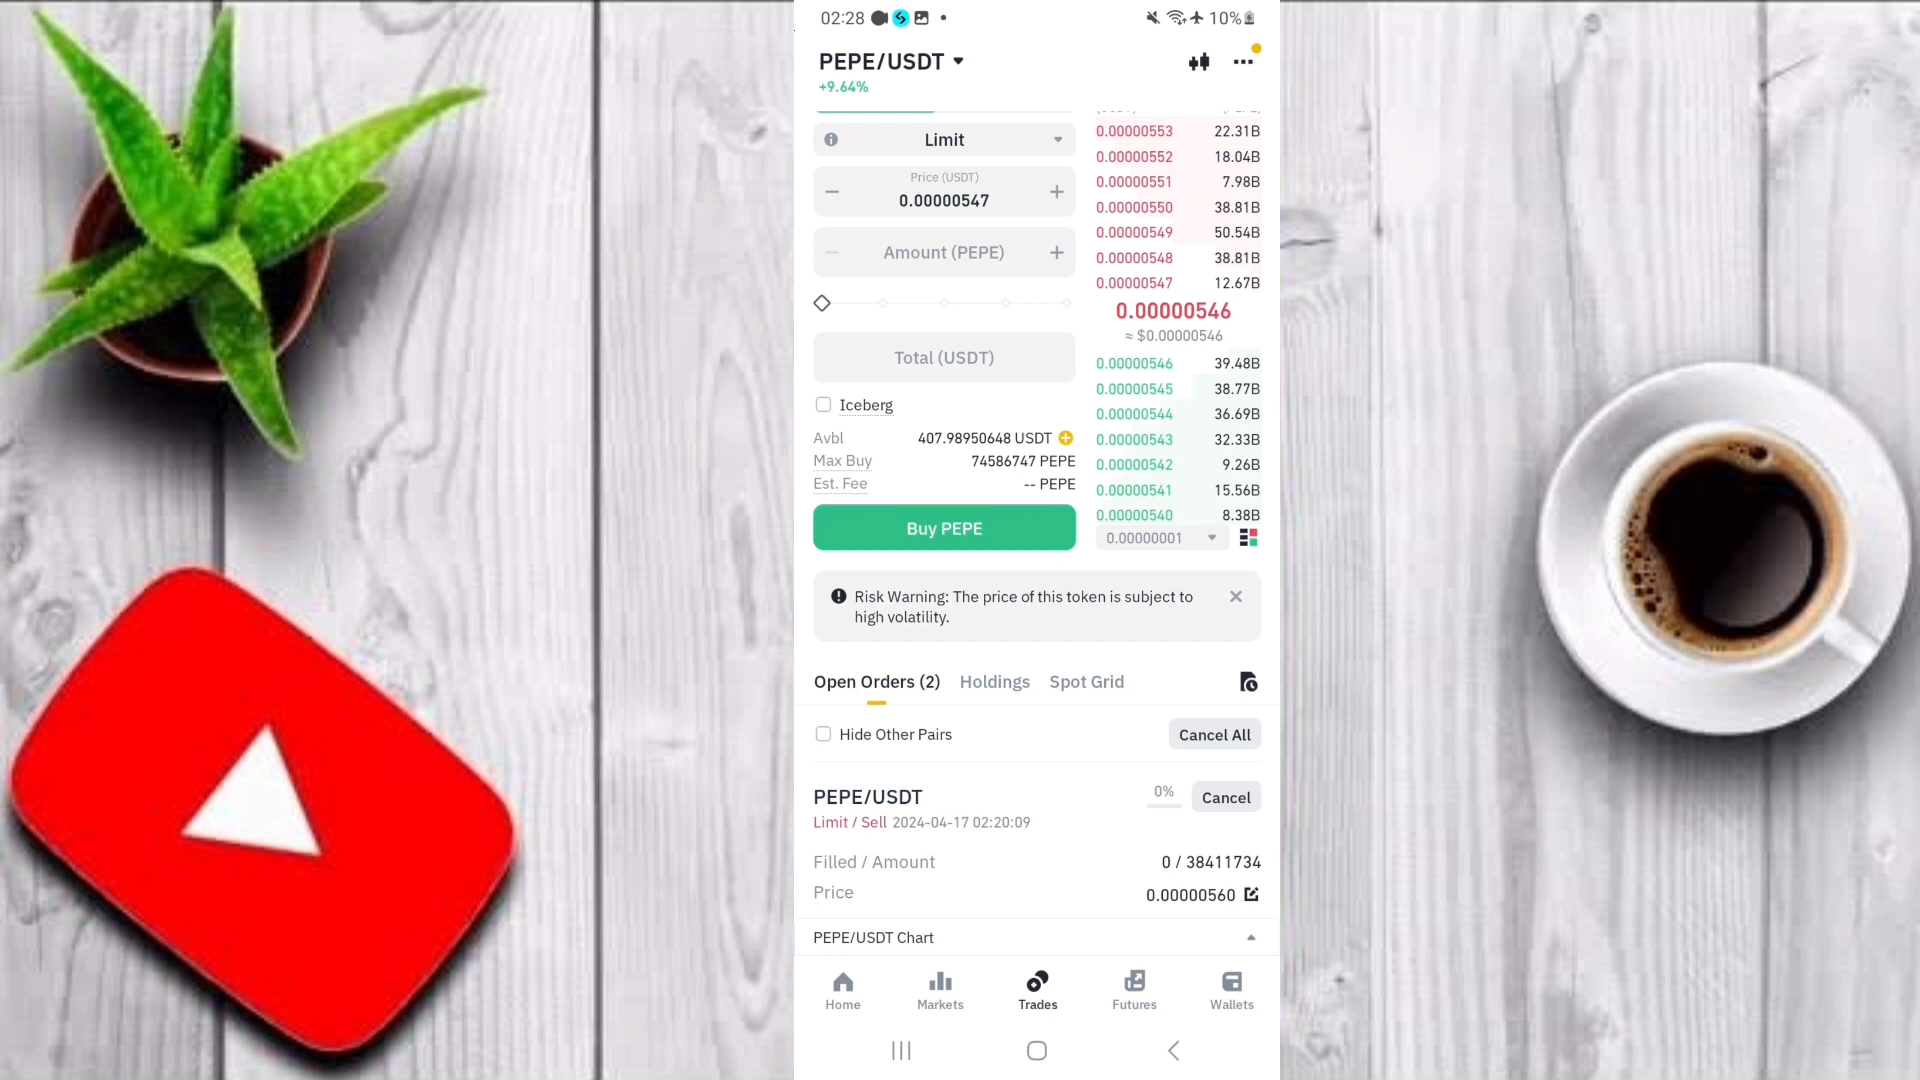 02:28
10%
PEPE/USDT
+9.64%
Limit
Price (USDT)
0.00000547
Amount (PEPE)
Total (USDT)
Iceberg
Avbl 407.98950648 USDT
Max Buy 74586747 PEPE
Est. Fee -- PEPE
Buy PEPE
0.00000553 22.31B
0.00000552 18.04B
0.00000551 7.98B
0.00000550 38.81B
0.00000549 50.54B
0.00000548 38.81B
0.00000547 12.67B
0.00000546
≈ $0.00000546
0.00000546 39.48B
0.00000545 38.77B
0.00000544 36.69B
0.00000543 32.33B
0.00000542 9.26B
0.00000541 15.56B
0.00000540 8.38B
0.00000001
Risk Warning: The price of this token is subject to
high volatility.
Open Orders (2) Holdings Spot Grid
Hide Other Pairs Cancel All
PEPE/USDT 0% Cancel
Limit / Sell 2024-04-17 02:20:09
Filled / Amount 0 / 38411734
Price 0.00000560
PEPE/USDT Chart
Home Markets Trades Futures Wallets